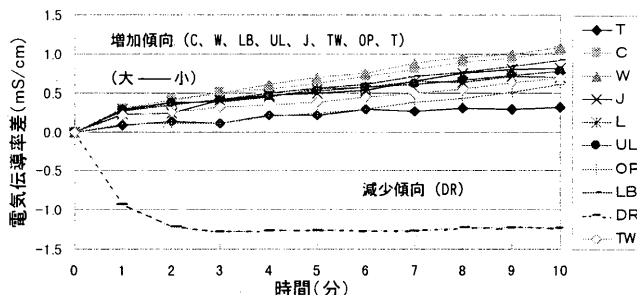 電気伝導率差(mS/cm)
1.5
1.0
0.5
0.0
-0.5
-1.0
-1.5
増加傾向(C、W、LB、UL、J、TW、OP、T)
(大 ―― 小)
減少傾向(DR)
0 1 2 3 4 5 6 7 8 9 10
時間(分)
T
C
W
J
L
UL
OP
LB
DR
TW